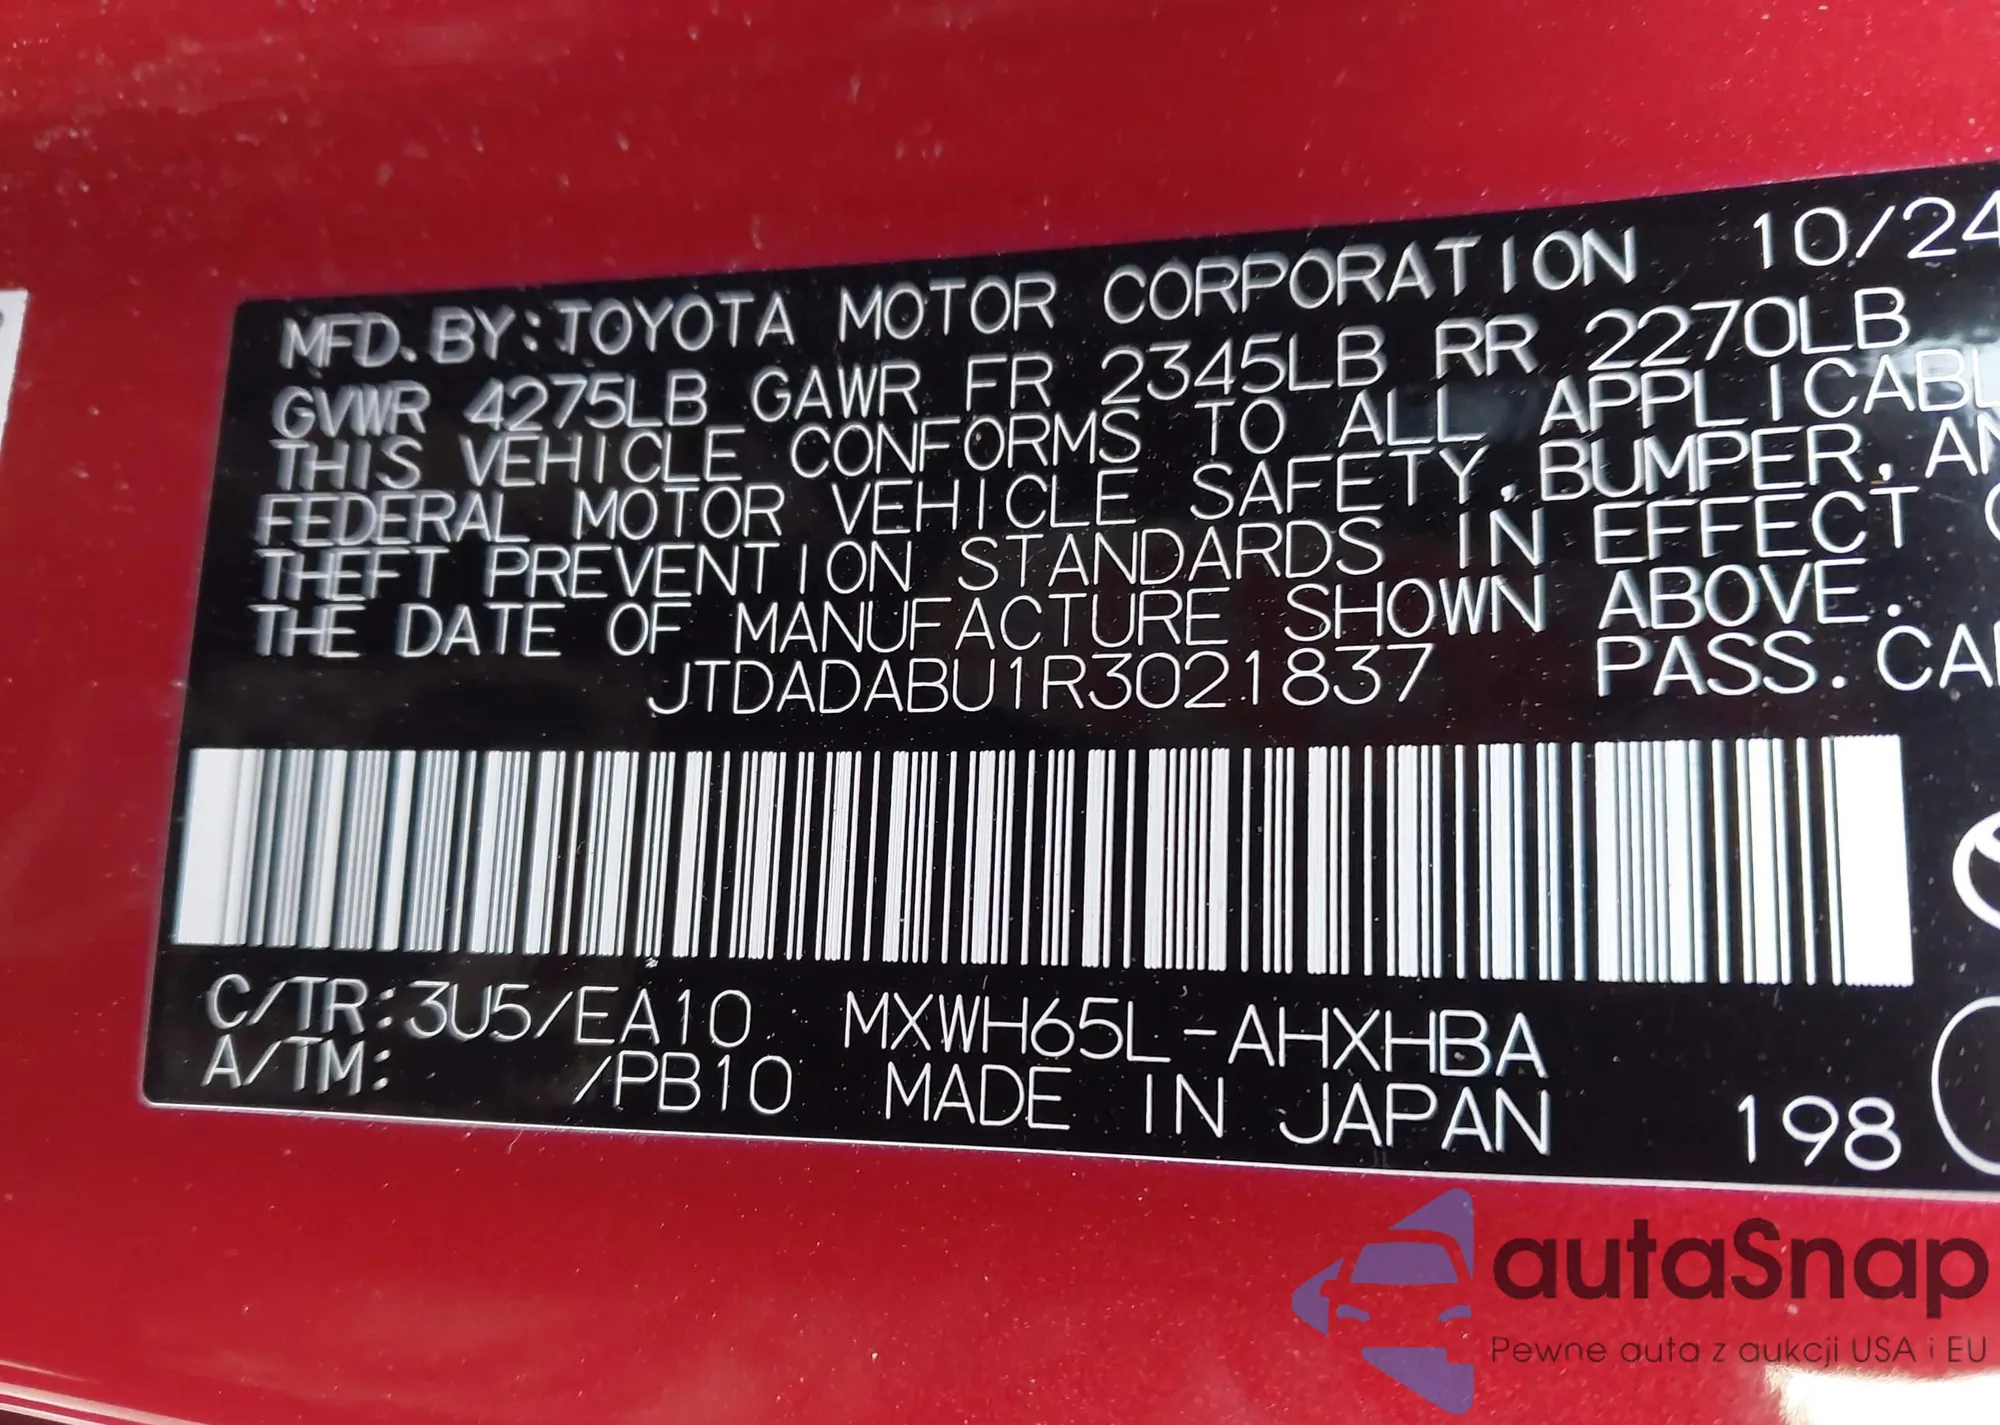 MFD.BY:TOYOTA MOTOR CORPORATION 10/24
GVWR 4275LB GAWR FR 2345LB RR 2270LB
THIS VEHICLE CONFORMS TO ALL APPLICABL
FEDERAL MOTOR VEHICLE SAFETY,BUMPER, AN
THEFT PREVENTION STANDARDS IN EFFECT
THE DATE OF MANUFACTURE SHOWN ABOVE.
JTDADABU1R3021837 PASS.CA
C/TR:3U5/EA10 MXWH65L-AHXHBA
A/TM: /PB10 MADE IN JAPAN 198
autaSnap
Pewne auta z aukcji USA i EU